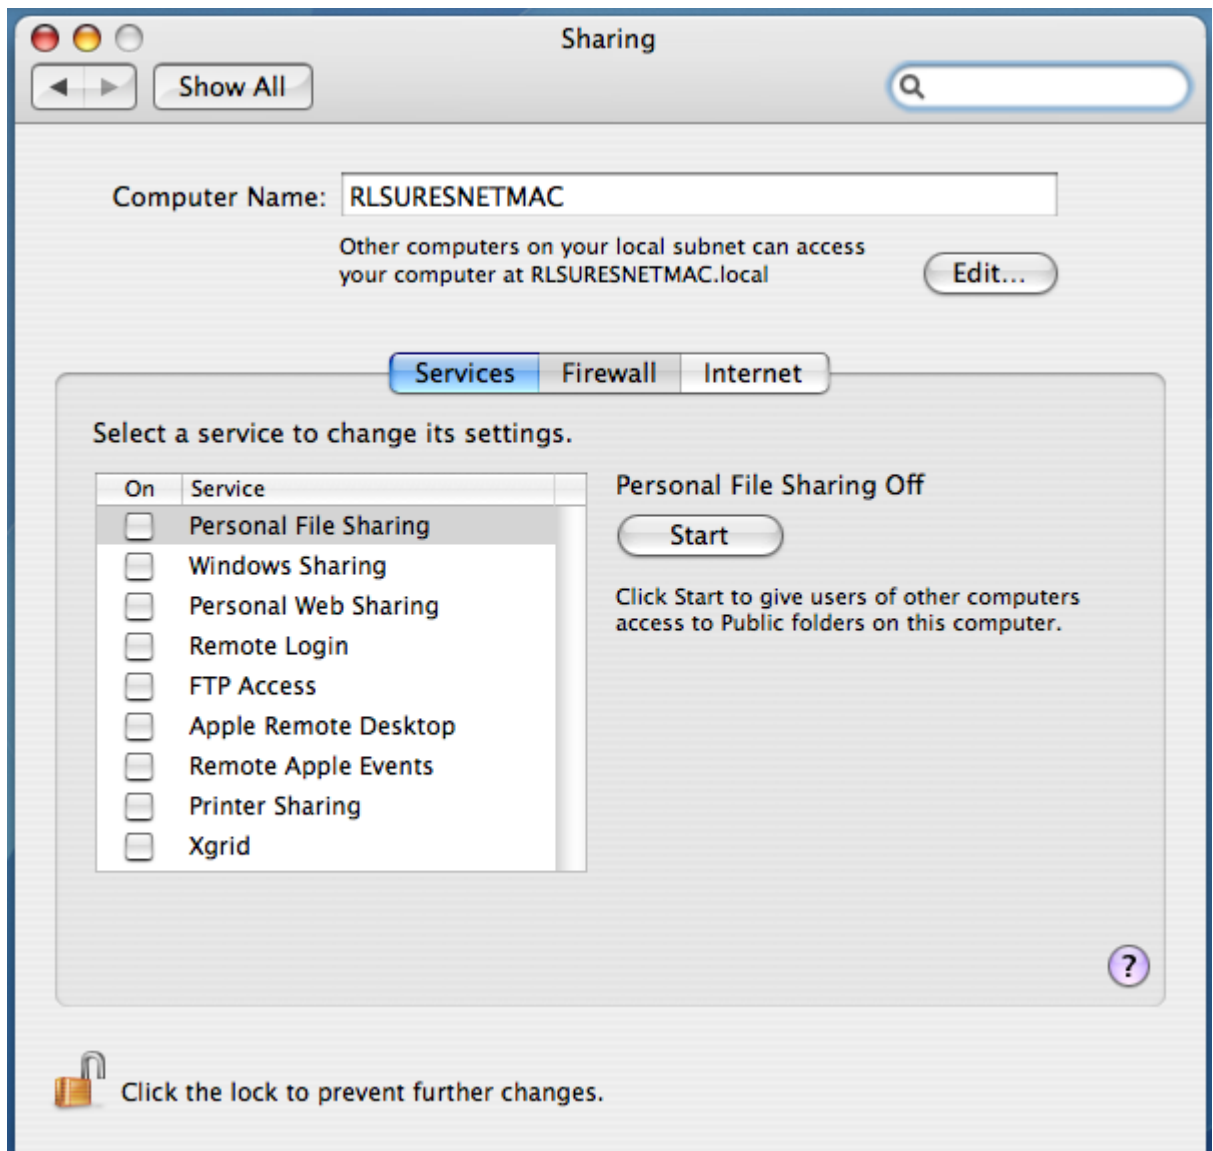 Sharing
Show All
Computer Name: RLSURESNETMAC
Other computers on your local subnet can access
your computer at RLSURESNETMAC.local
Edit...
Services Firewall Internet
Select a service to change its settings.
On Service
Personal File Sharing
Windows Sharing
Personal Web Sharing
Remote Login
FTP Access
Apple Remote Desktop
Remote Apple Events
Printer Sharing
Xgrid
Personal File Sharing Off
Start
Click Start to give users of other computers
access to Public folders on this computer.
?
Click the lock to prevent further changes.